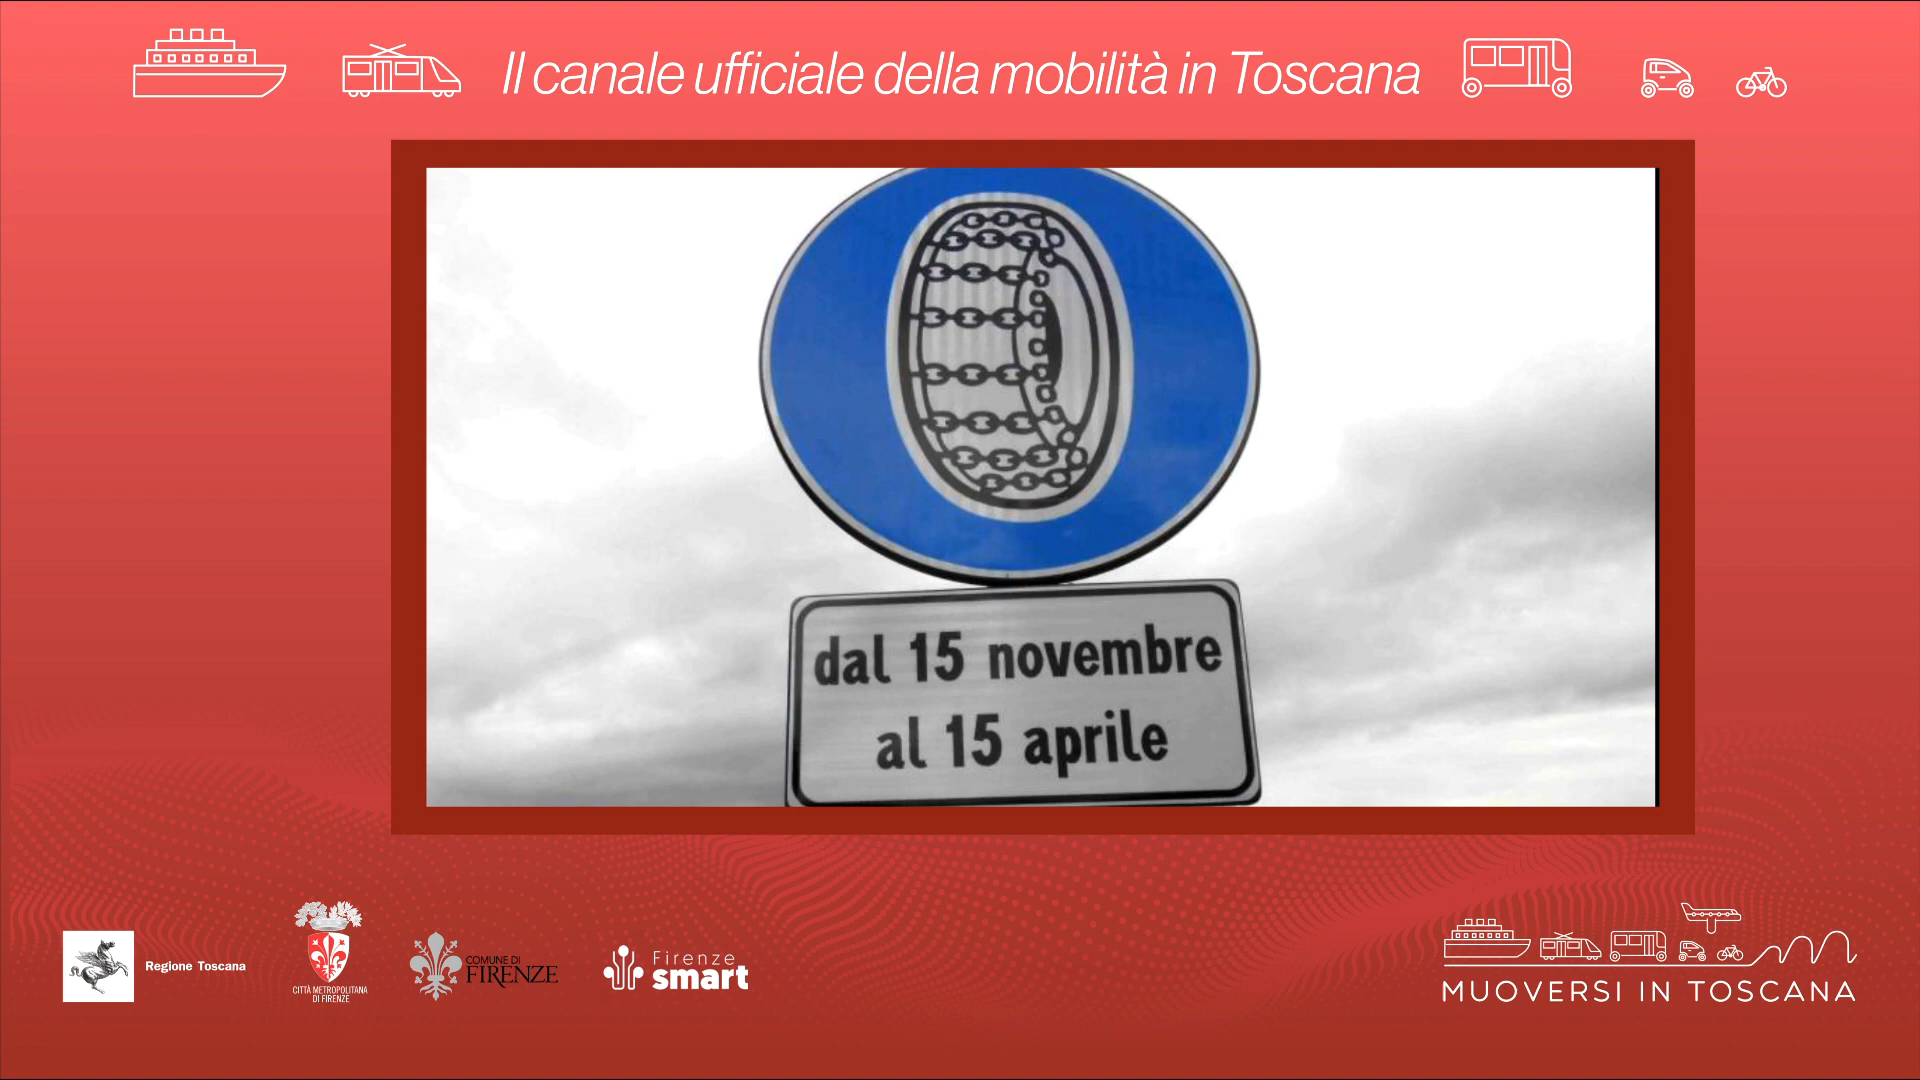 Il canale ufficiale della mobilità in Toscana
dal 15 novembre
al 15 aprile
Regione Toscana
CITTÀ METROPOLITANA
DI FIRENZE
COMUNE DI
FIRENZE
Firenze
smart
MUOVERSI IN TOSCANA